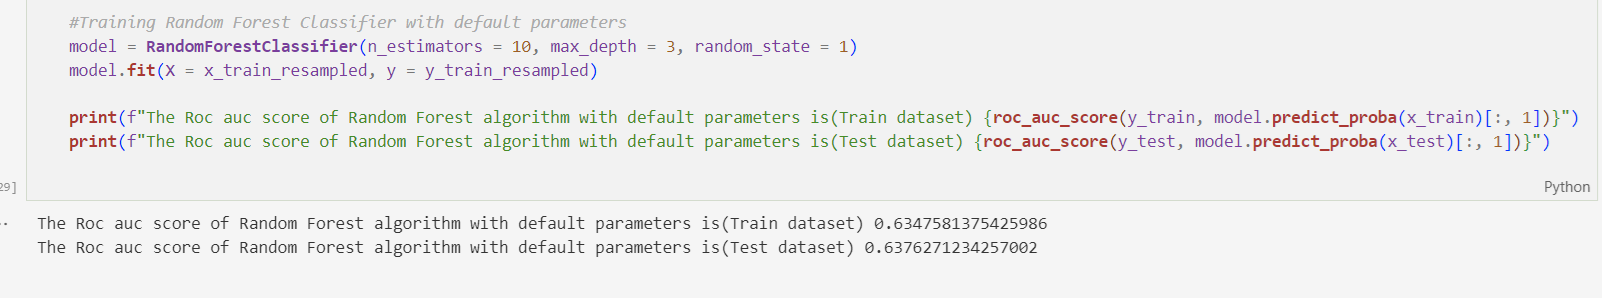 #Training Random Forest Classifier with default parameters
model = RandomForestClassifier(n_estimators = 10, max_depth = 3, random_state = 1)
model.fit(X = x_train_resampled, y = y_train_resampled)
print(f"The Roc auc score of Random Forest algorithm with default parameters is(Train dataset) {roc_auc_score(y_train, model.predict_proba(x_train)[:, 1])}")
print(f"The Roc auc score of Random Forest algorithm with default parameters is(Test dataset) {roc_auc_score(y_test, model.predict_proba(x_test)[:, 1])}")
29]
Python
The Roc auc score of Random Forest algorithm with default parameters is(Train dataset) 0.6347581375425986
The Roc auc score of Random Forest algorithm with default parameters is(Test dataset) 0.6376271234257002